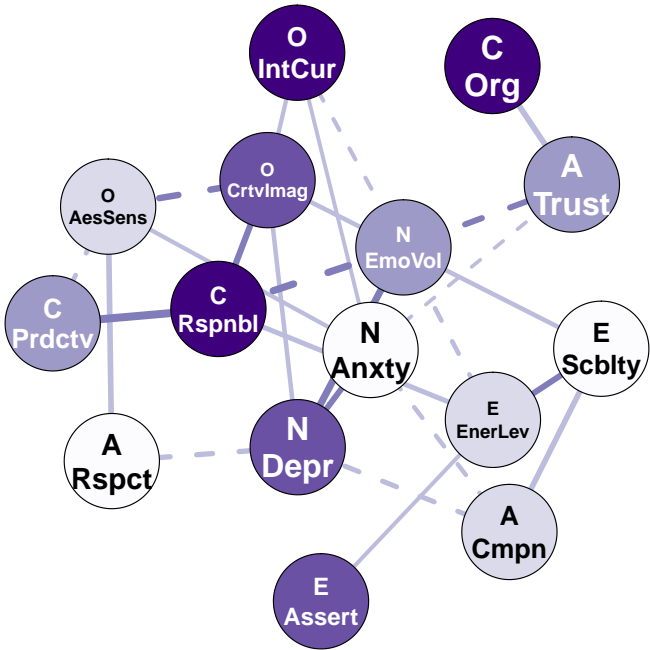 O
IntCur
C
Org
O
CrtvImag
A
Trust
O
AesSens
N
EmoVol
C
Prdctv
C
Rspnbl
N
Anxty
E
Scblty
E
EnerLev
A
Rspct
N
Depr
A
Cmpn
E
Assert